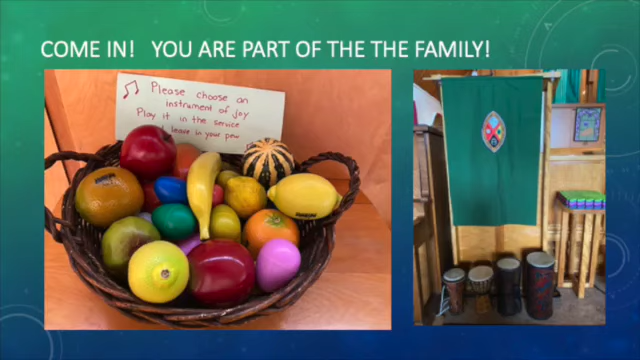 COME IN! YOU ARE PART OF THE THE FAMILY!
Please choose an
instrument of joy
Play it in the service
leave in your pew